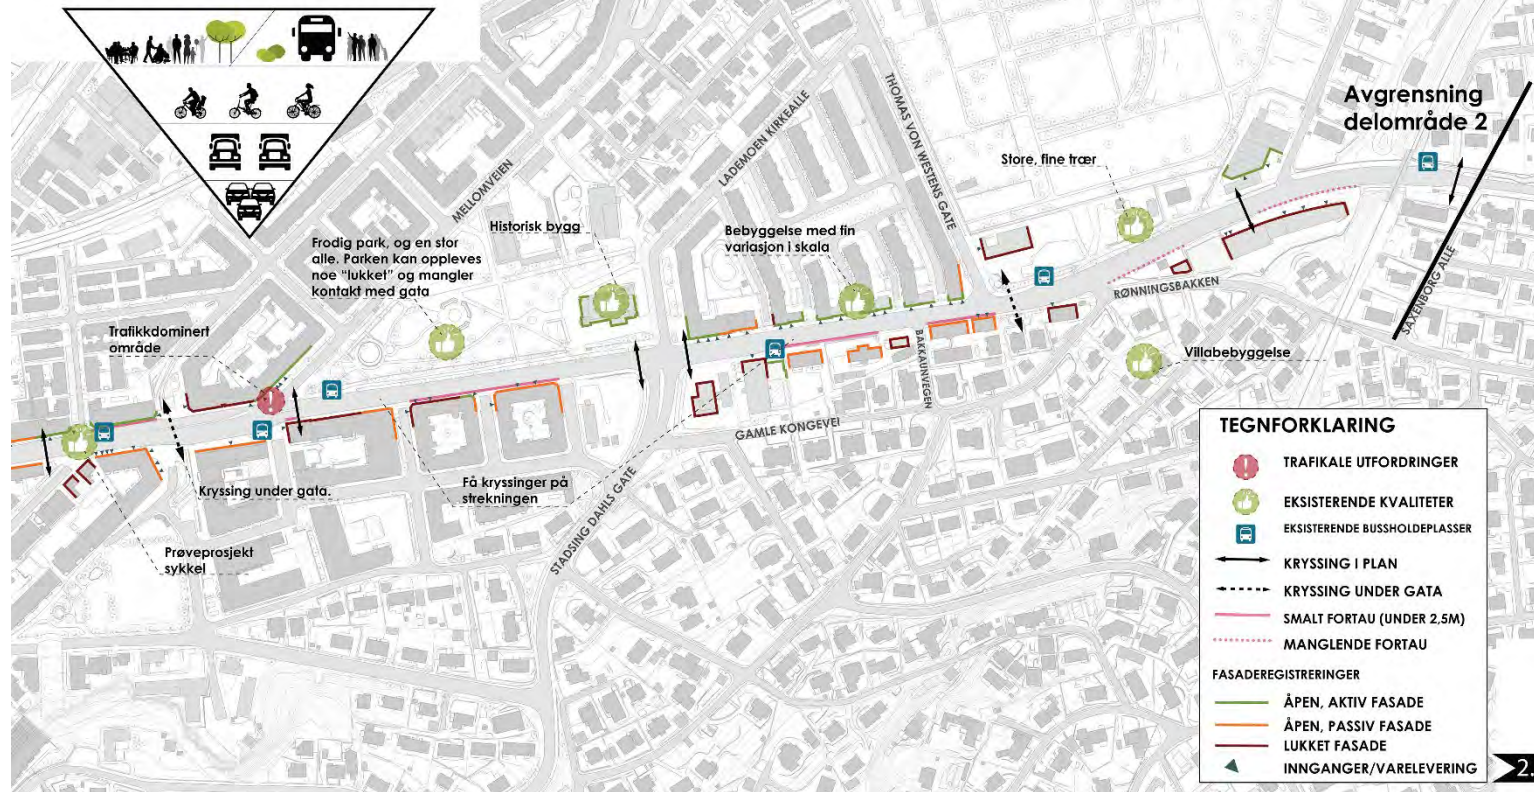 Avgrensning
delområde 2
THOMAS VON WESTENS GATE
LADEMOEN KIRKEALLE
MELLOMVEIEN
Store, fine trær
Historisk bygg
Bebyggelse med fin
variasjon i skala
Frodig park, og en stor
alle. Parken kan oppleves
noe “lukket” og mangler
kontakt med gata
Trafikkdominert
område
RØNNINGSBAKKEN
SAXENBORG ALLE
Villabebyggelse
BAKKAUNVEGEN
GAMLE KONGEVEI
STADSING DAHLS GATE
Få kryssinger på
strekningen
Kryssing under gata.
Prøveprosjekt
sykkel
TEGNFORKLARING
TRAFIKALE UTFORDRINGER
EKSISTERENDE KVALITETER
EKSISTERENDE BUSSHOLDEPLASSER
KRYSSING I PLAN
KRYSSING UNDER GATA
SMALT FORTAU (UNDER 2,5M)
MANGLENDE FORTAU
FASADEREGISTRERINGER
ÅPEN, AKTIV FASADE
ÅPEN, PASSIV FASADE
LUKKET FASADE
INNGANGER/VARELEVERING
2